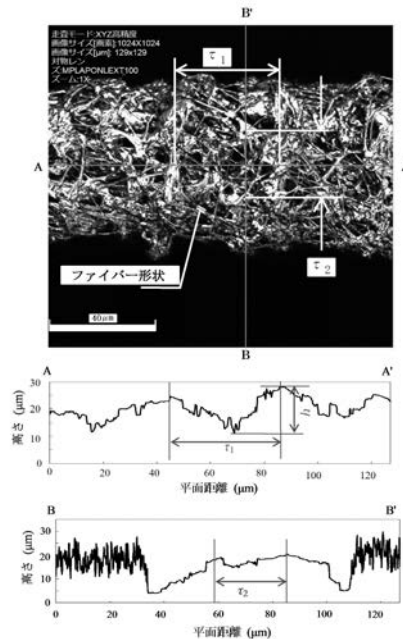 B'
走査モード:XYZ高精度
画像サイズ[画素]:1024X1024
画像サイズ[μm]:129x129
対物レン
ズ:MPLAPONLEXT100
ズーム:1X
τ1
A
τ2
ファイバー形状
40μm
B
A A'
高さ (μm)
30
20
10
0
h
τ1
0 20 40 60 80 100 120
平面距離 (μm)
B B'
高さ (μm)
40
30
20
10
0
τ2
0 20 40 60 80 100 120
平面距離 (μm)